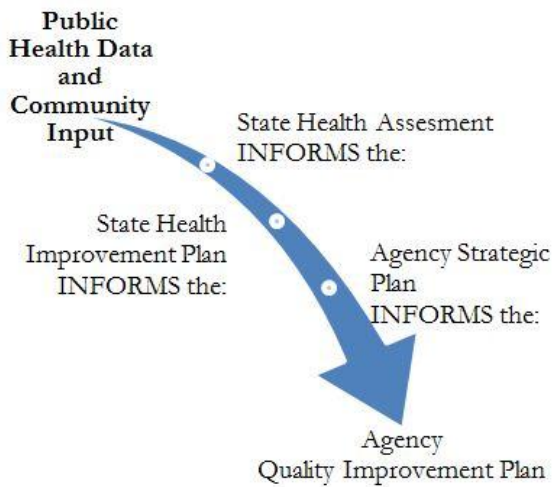 Public
Health Data
and
Community
Input
State Health Assesment
INFORMS the:
State Health
Improvement Plan
INFORMS the:
Agency Strategic
Plan
INFORMS the:
Agency
Quality Improvement Plan